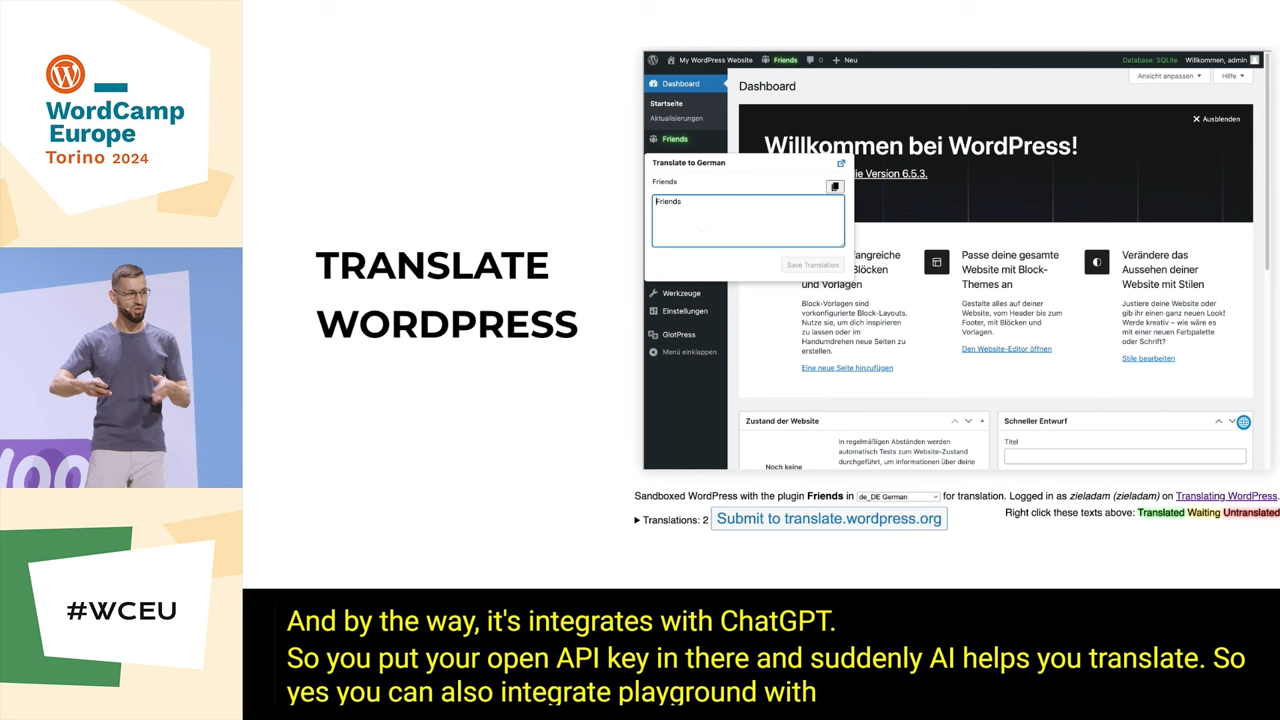 WordCamp
Europe
Torino 2024
#WCEU
TRANSLATE
WORDPRESS
My WordPress Website Friends 0 Neu Database: SQLite Willkommen, admin
Dashboard
Startseite
Aktualisierungen
Friends
Dashboard
Ansicht anpassen Hilfe
Ausblenden
Willkommen bei WordPress!
ie Version 6.5.3.
Translate to German
Friends
Friends
Save Translation
Werkzeuge
Einstellungen
GlotPress
Menü einklappen
fangreiche
Blöcken
und Vorlagen
Block-Vorlagen sind
vorkonfigurierte Block-Layouts.
Nutze sie, um dich inspirieren
zu lassen oder im
Handumdrehen neue Seiten zu
erstellen.
Eine neue Seite hinzufügen
Passe deine gesamte
Website mit Block-
Themes an
Gestalte alles auf deiner
Website, vom Header bis zum
Footer, mit Blöcken und
Vorlagen.
Den Website-Editor öffnen
Verändere das
Aussehen deiner
Website mit Stilen
Justiere deine Website oder
gib ihr einen ganz neuen Look!
Werde kreativ – wie wäre es
mit einer neuen Farbpalette
oder Schrift?
Stile bearbeiten
Zustand der Website
In regelmäßigen Abständen werden
automatisch Tests zum Website-Zustand
durchgeführt, um Informationen über deine
Noch keine
Schneller Entwurf
Titel
Sandboxed WordPress with the plugin Friends in de_DE German for translation. Logged in as zieladam (zieladam) on Translating WordPress.
Translations: 2 Submit to translate.wordpress.org
Right click these texts above: Translated Waiting Untranslated
And by the way, it's integrates with ChatGPT.
So you put your open API key in there and suddenly AI helps you translate. So
yes you can also integrate playground with